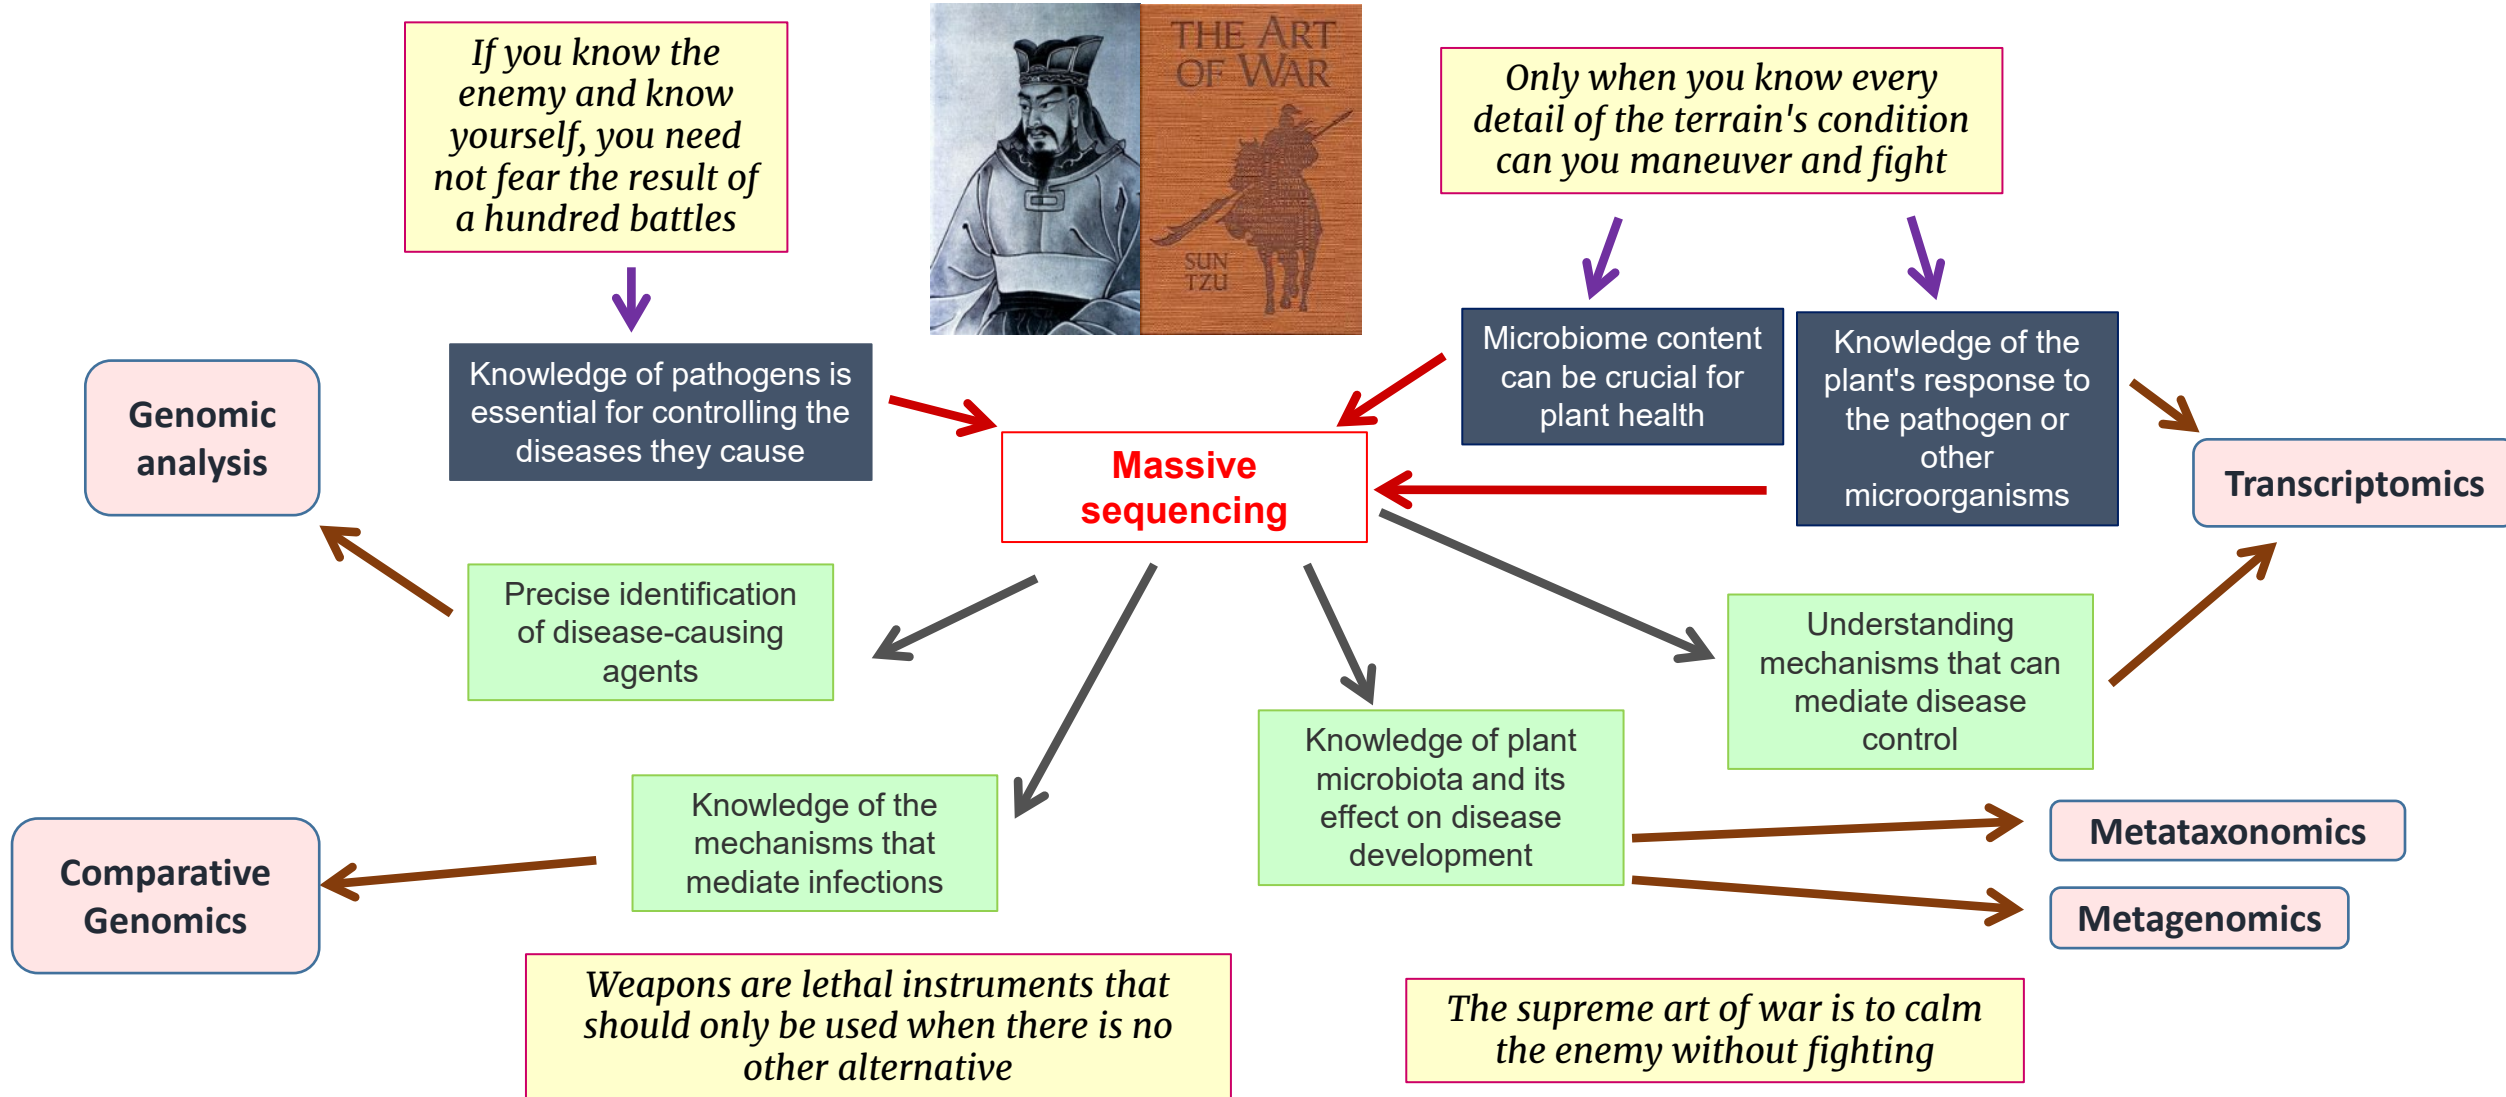 If you know the
enemy and know
yourself, you need
not fear the result of
a hundred battles
THE ART
OF WAR
SUN
TZU
Only when you know every
detail of the terrain's condition
can you maneuver and fight
Knowledge of pathogens is
essential for controlling the
diseases they cause
Microbiome content
can be crucial for
plant health
Knowledge of the
plant's response to
the pathogen or
other
microorganisms
Genomic
analysis
Massive
sequencing
Transcriptomics
Precise identification
of disease-causing
agents
Understanding
mechanisms that can
mediate disease
control
Knowledge of the
mechanisms that
mediate infections
Knowledge of plant
microbiota and its
effect on disease
development
Comparative
Genomics
Metataxonomics
Metagenomics
Weapons are lethal instruments that
should only be used when there is no
other alternative
The supreme art of war is to calm
the enemy without fighting